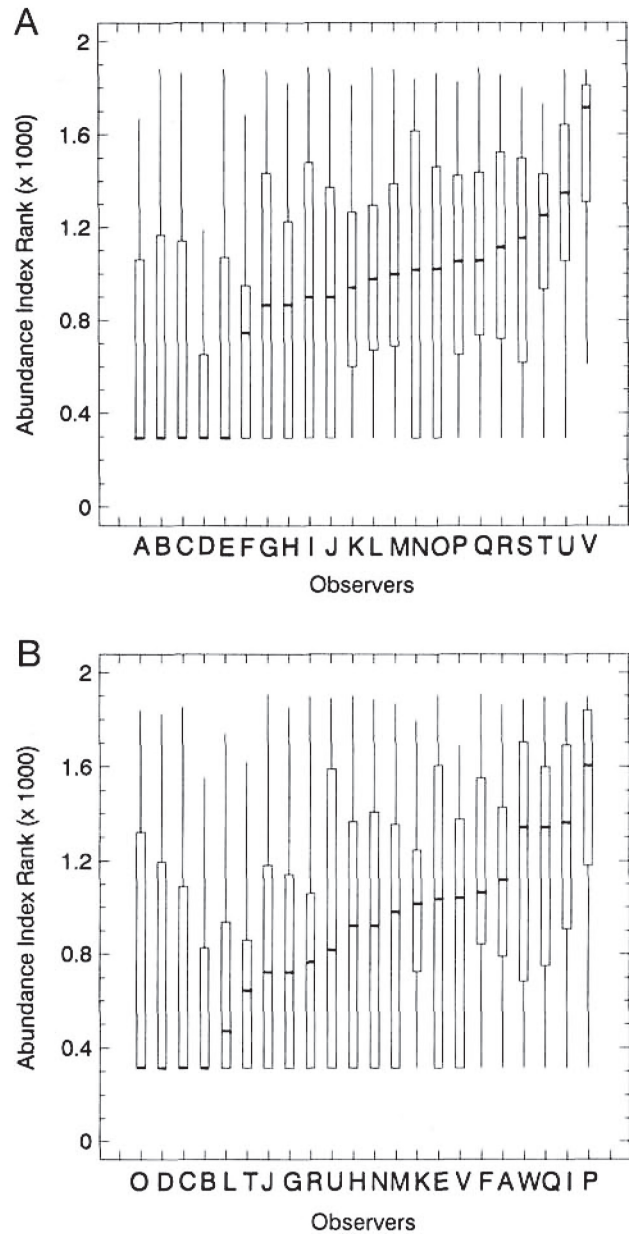 A
Abundance Index Rank (x 1000)
2
1.6
1.2
0.8
0.4
0
A B C D E F G H I J K L M N O P Q R S T U V
Observers
B
Abundance Index Rank (x 1000)
2
1.6
1.2
0.8
0.4
0
O D C B L T J G R U H N M K E V F A W Q I P
Observers